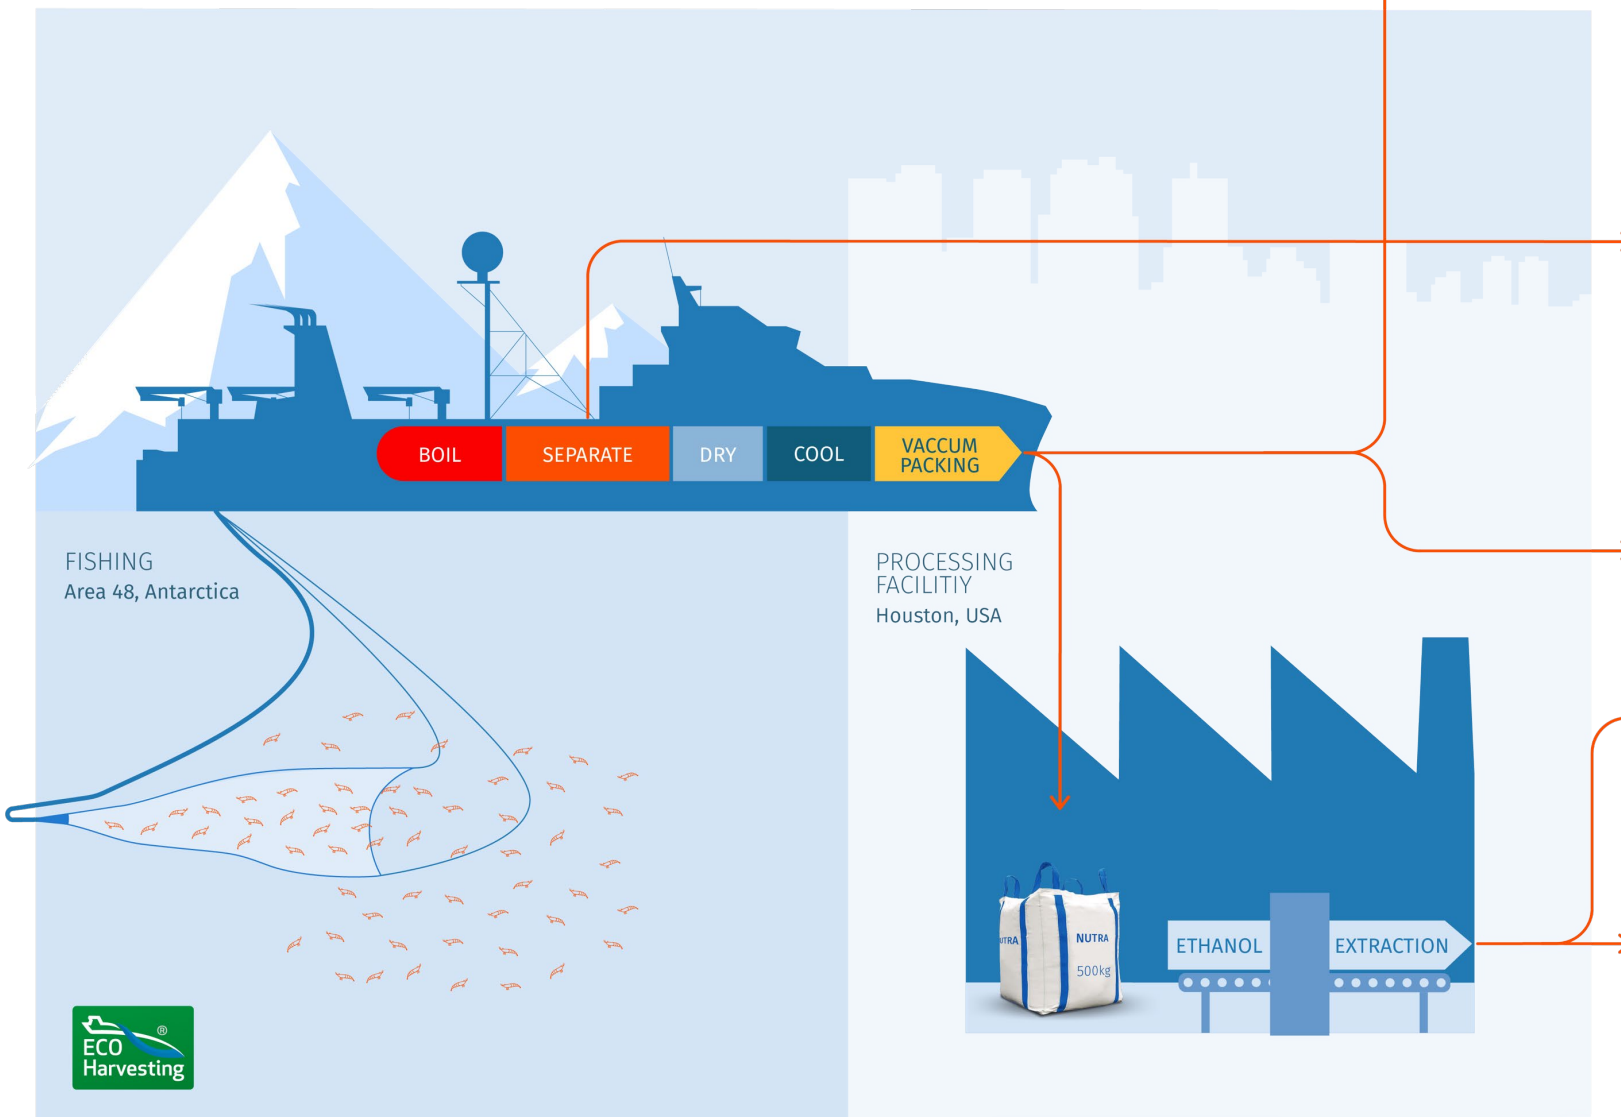 BOIL
SEPARATE
DRY
COOL
VACCUM
PACKING
FISHING
Area 48, Antarctica
PROCESSING
FACILITIY
Houston, USA
UTRA
NUTRA
500kg
ETHANOL
EXTRACTION
®
ECO
Harvesting